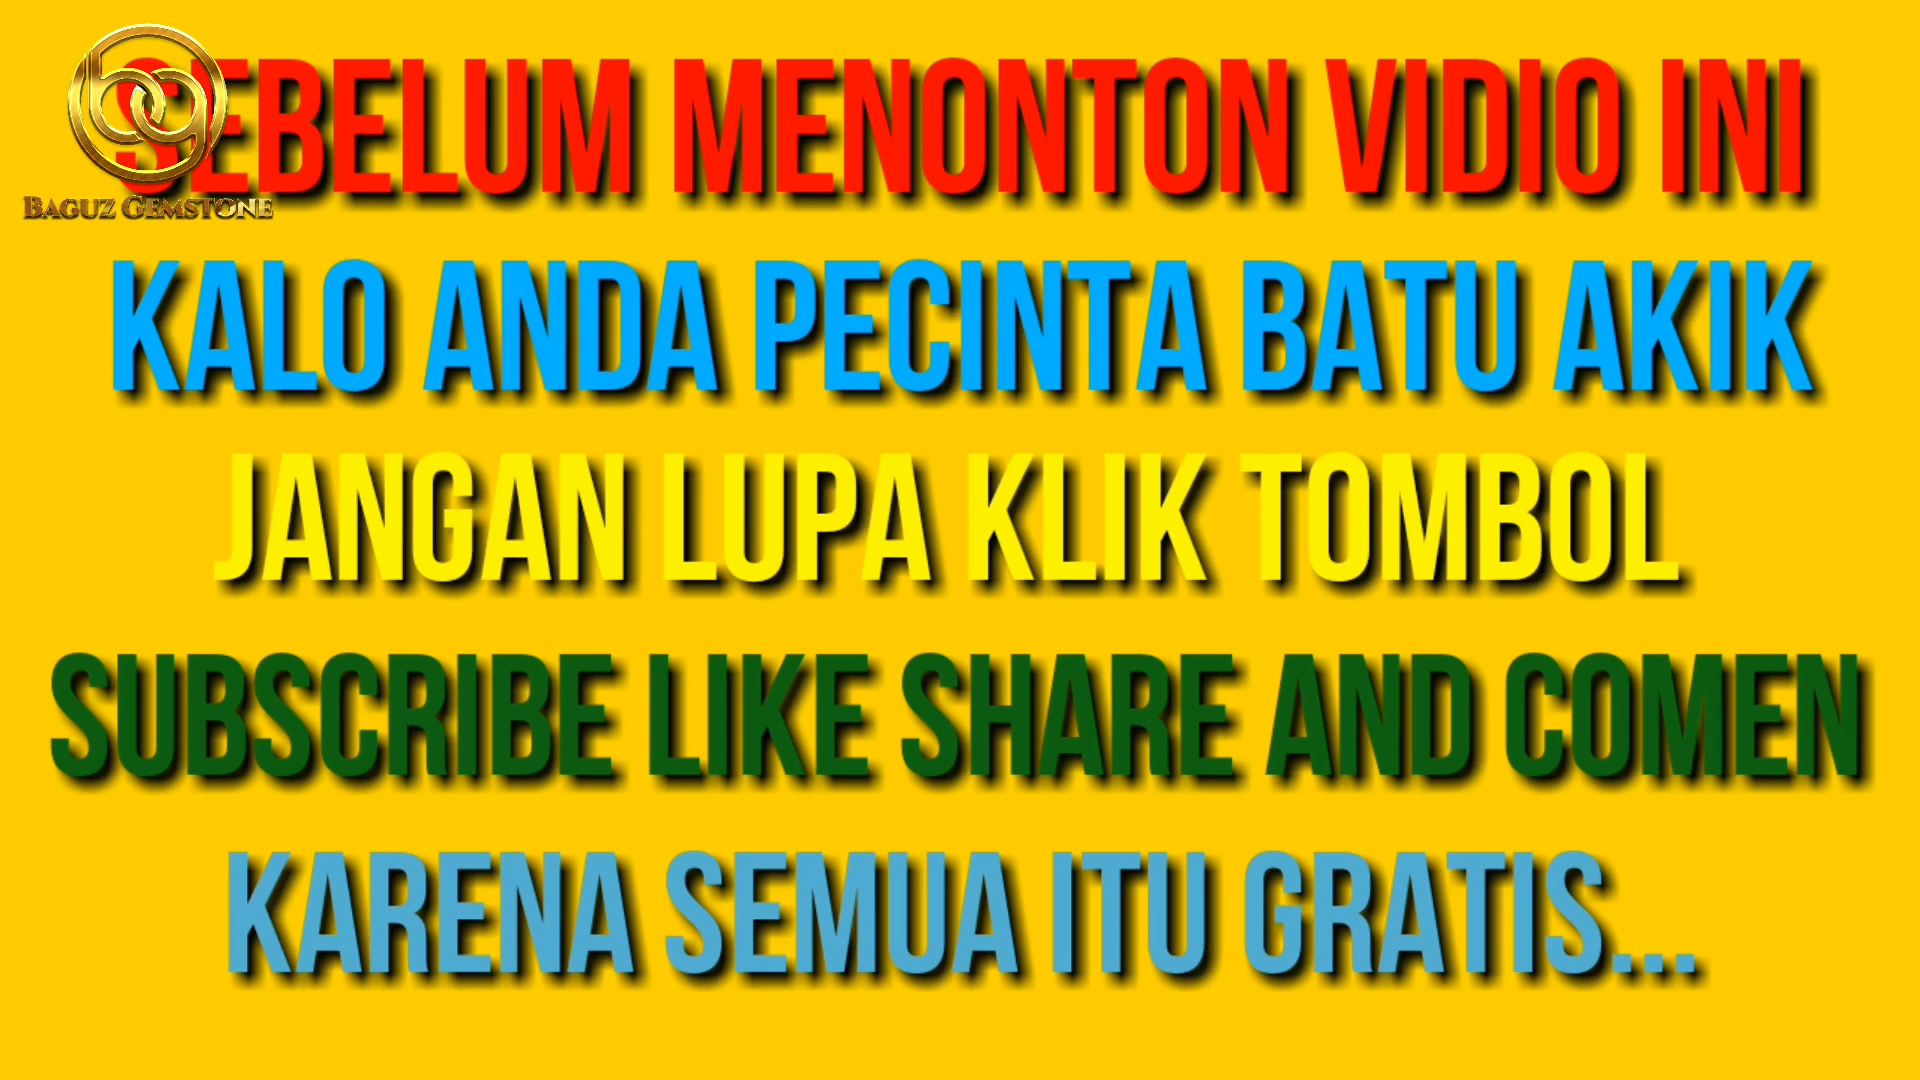 SEBELUM MENONTON VIDIO INI
BAGUZ GEMSTONE
KALO ANDA PECINTA BATU AKIK
JANGAN LUPA KLIK TOMBOL
SUBSCRIBE LIKE SHARE AND COMEN
KARENA SEMUA ITU GRATIS...